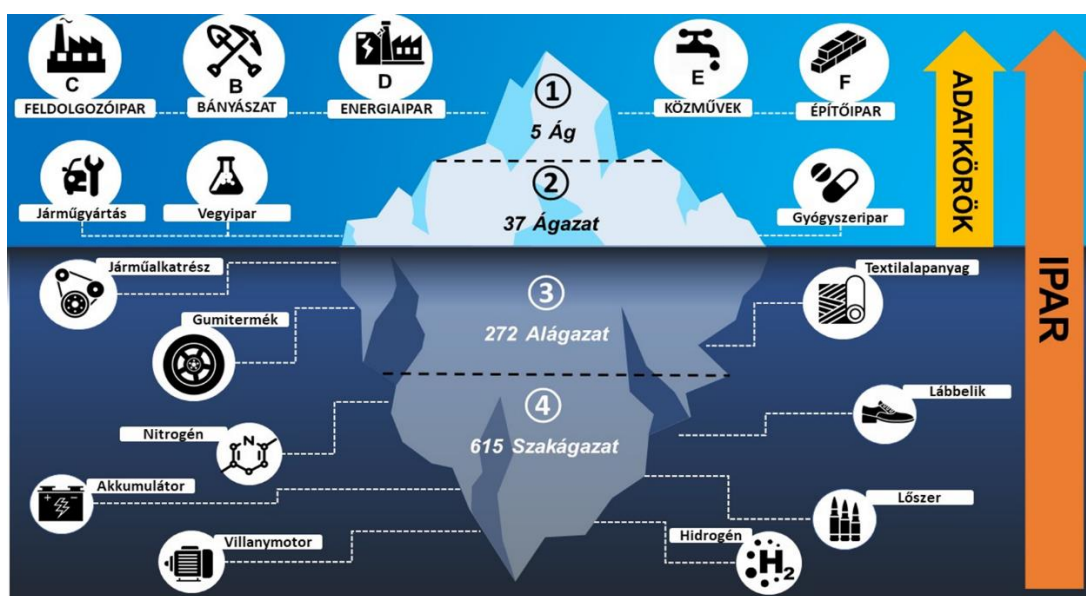 C
FELDOLGOZÓIPAR
B
BÁNYÁSZAT
D
ENERGIAIPAR
1
5 Ág
E
KÖZMŰVEK
F
ÉPÍTŐIPAR
Járműgyártás
Vegyipar
2
37 Ágazat
Gyógyszeripar
ADATKÖRÖK
IPAR
Járműalkatrész
Gumitermék
3
272 Alágazat
Textilalapanyag
4
615 Szakágazat
Lábbelik
Nitrogén
N
Akkumulátor
+ -
Lőszer
Villanymotor
Hidrogén
H2